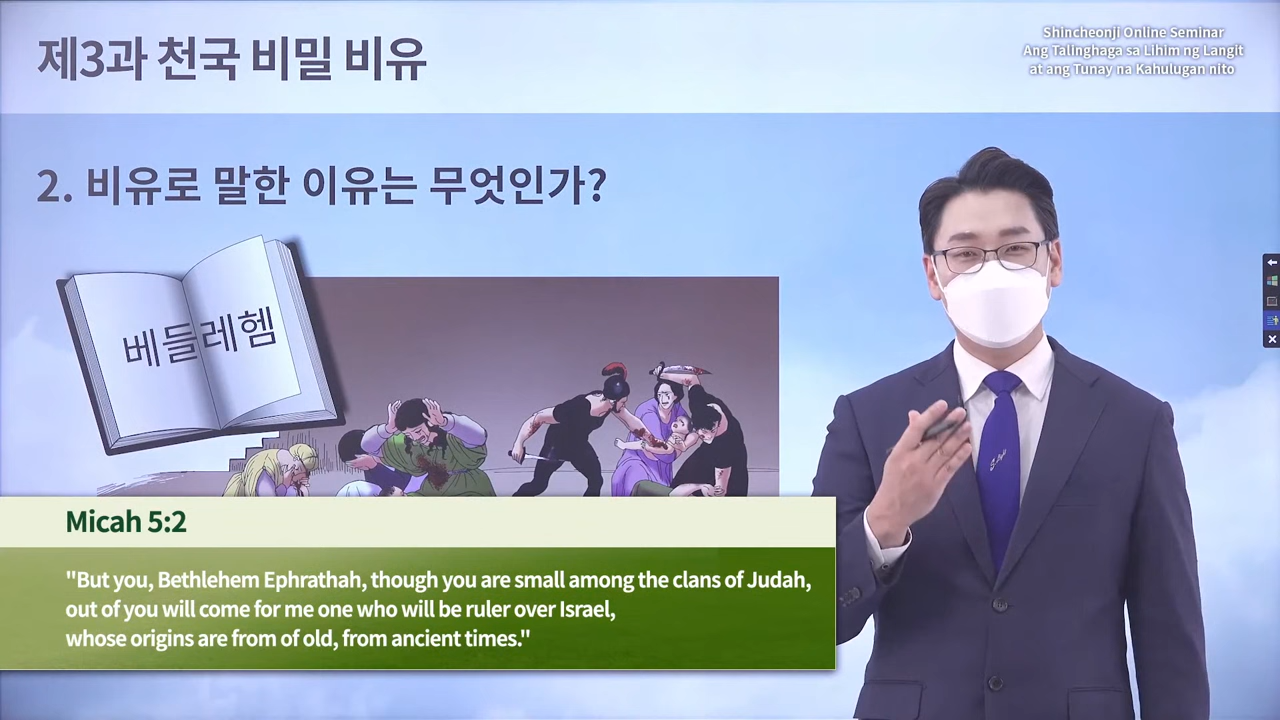 제3과 천국 비밀 비유
Shincheonji Online Seminar
Ang Talinghaga sa Lihim ng Langit
at ang Tunay na Kahulugan nito
2. 비유로 말한 이유는 무엇인가?
베들레헴
Micah 5:2
"But you, Bethlehem Ephrathah, though you are small among the clans of Judah,
out of you will come for me one who will be ruler over Israel,
whose origins are from of old, from ancient times."